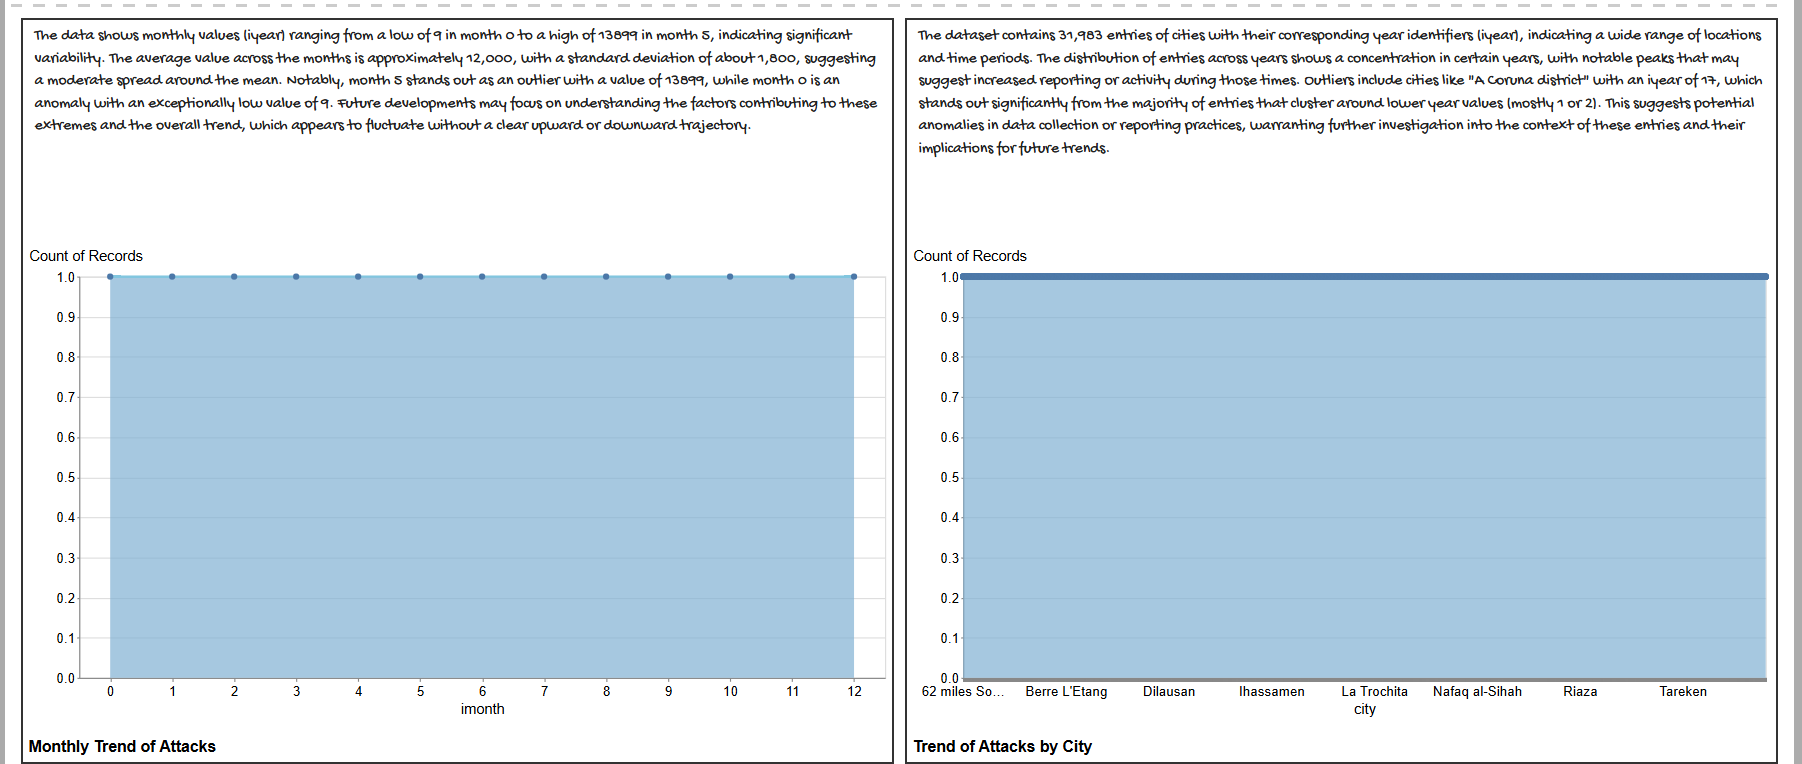 The data shows monthly values (iyear) ranging from a low of 9 in month 0 to a high of 13899 in month 5, indicating significant
variability. The average value across the months is approximately 12,000, with a standard deviation of about 1,800, suggesting
a moderate spread around the mean. Notably, month 5 stands out as an outlier with a value of 13899, while month 0 is an
anomaly with an exceptionally low value of 9. Future developments may focus on understanding the factors contributing to these
extremes and the overall trend, which appears to fluctuate without a clear upward or downward trajectory.
Count of Records
1.0
0.9
0.8
0.7
0.6
0.5
0.4
0.3
0.2
0.1
0.0
0 1 2 3 4 5 6 7 8 9 10 11 12
imonth
Monthly Trend of Attacks
The dataset contains 31,983 entries of cities with their corresponding year identifiers (iyear), indicating a wide range of locations
and time periods. The distribution of entries across years shows a concentration in certain years, with notable peaks that may
suggest increased reporting or activity during those times. Outliers include cities like "A Coruna district" with an iyear of 17, which
stands out significantly from the majority of entries that cluster around lower year values (mostly 1 or 2). This suggests potential
anomalies in data collection or reporting practices, warranting further investigation into the context of these entries and their
implications for future trends.
Count of Records
1.0
0.9
0.8
0.7
0.6
0.5
0.4
0.3
0.2
0.1
0.0
62 miles So... Berre L'Etang Dilausan Ihassamen La Trochita Nafaq al-Sihah Riaza Tareken
city
Trend of Attacks by City